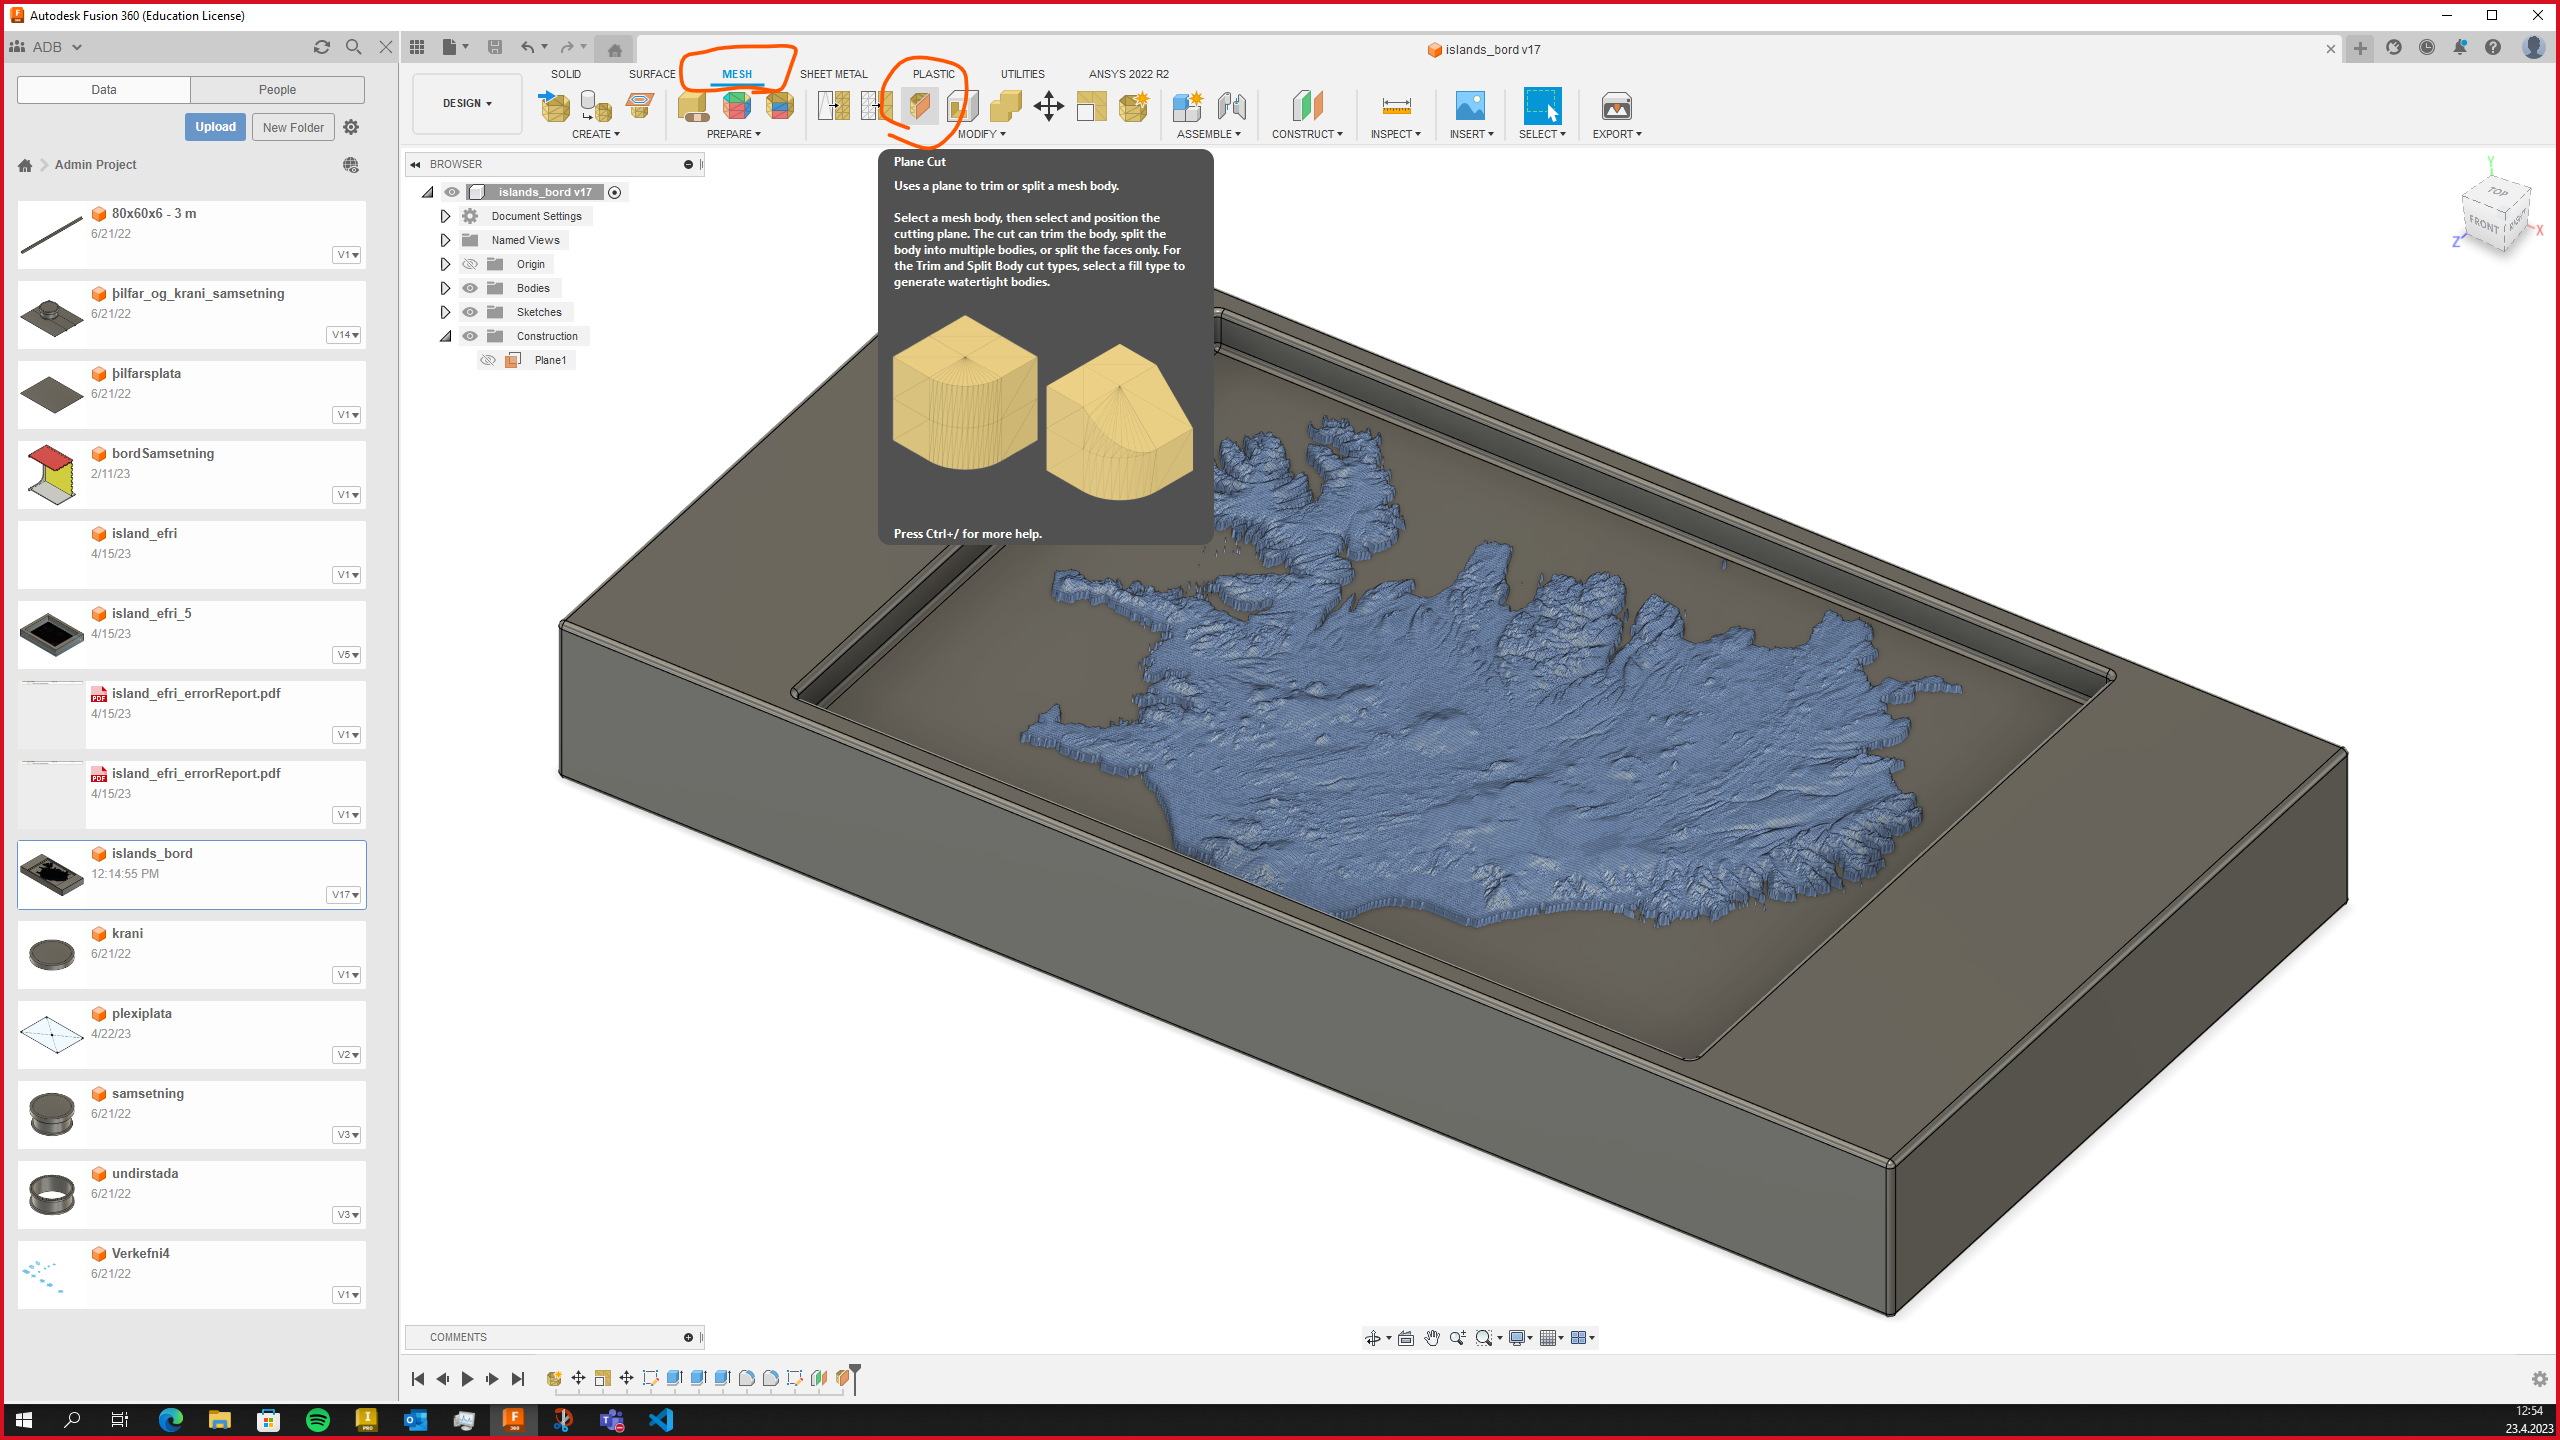 Autodesk Fusion 360 (Education License)
ADB
islands_bord v17
Data
People
Upload
New Folder
Admin Project
80x60x6 - 3 m
6/21/22
V1
þilfar_og_krani_samsetning
6/21/22
V14
þilfarsplata
6/21/22
V1
bordSamsetning
2/11/23
V1
island_efri
4/15/23
V1
island_efri_5
4/15/23
V5
island_efri_errorReport.pdf
4/15/23
V1
island_efri_errorReport.pdf
4/15/23
V1
islands_bord
12:14:55 PM
V17
krani
6/21/22
V1
plexiplata
4/22/23
V2
samsetning
6/21/22
V3
undirstada
6/21/22
V3
Verkefni4
6/21/22
V1
DESIGN
SOLID
SURFACE
MESH
SHEET METAL
PLASTIC
UTILITIES
ANSYS 2022 R2
CREATE
PREPARE
MODIFY
ASSEMBLE
CONSTRUCT
INSPECT
INSERT
SELECT
EXPORT
BROWSER
islands_bord v17
Document Settings
Named Views
Origin
Bodies
Sketches
Construction
Plane1
Plane Cut
Uses a plane to trim or split a mesh body.
Select a mesh body, then select and position the
cutting plane. The cut can trim the body, split the
body into multiple bodies, or split the faces only. For
the Trim and Split Body cut types, select a fill type to
generate watertight bodies.
Press Ctrl+/ for more help.
Y
TOP
FRONT
RIGHT
X
Z
COMMENTS
12:54
23.4.2023